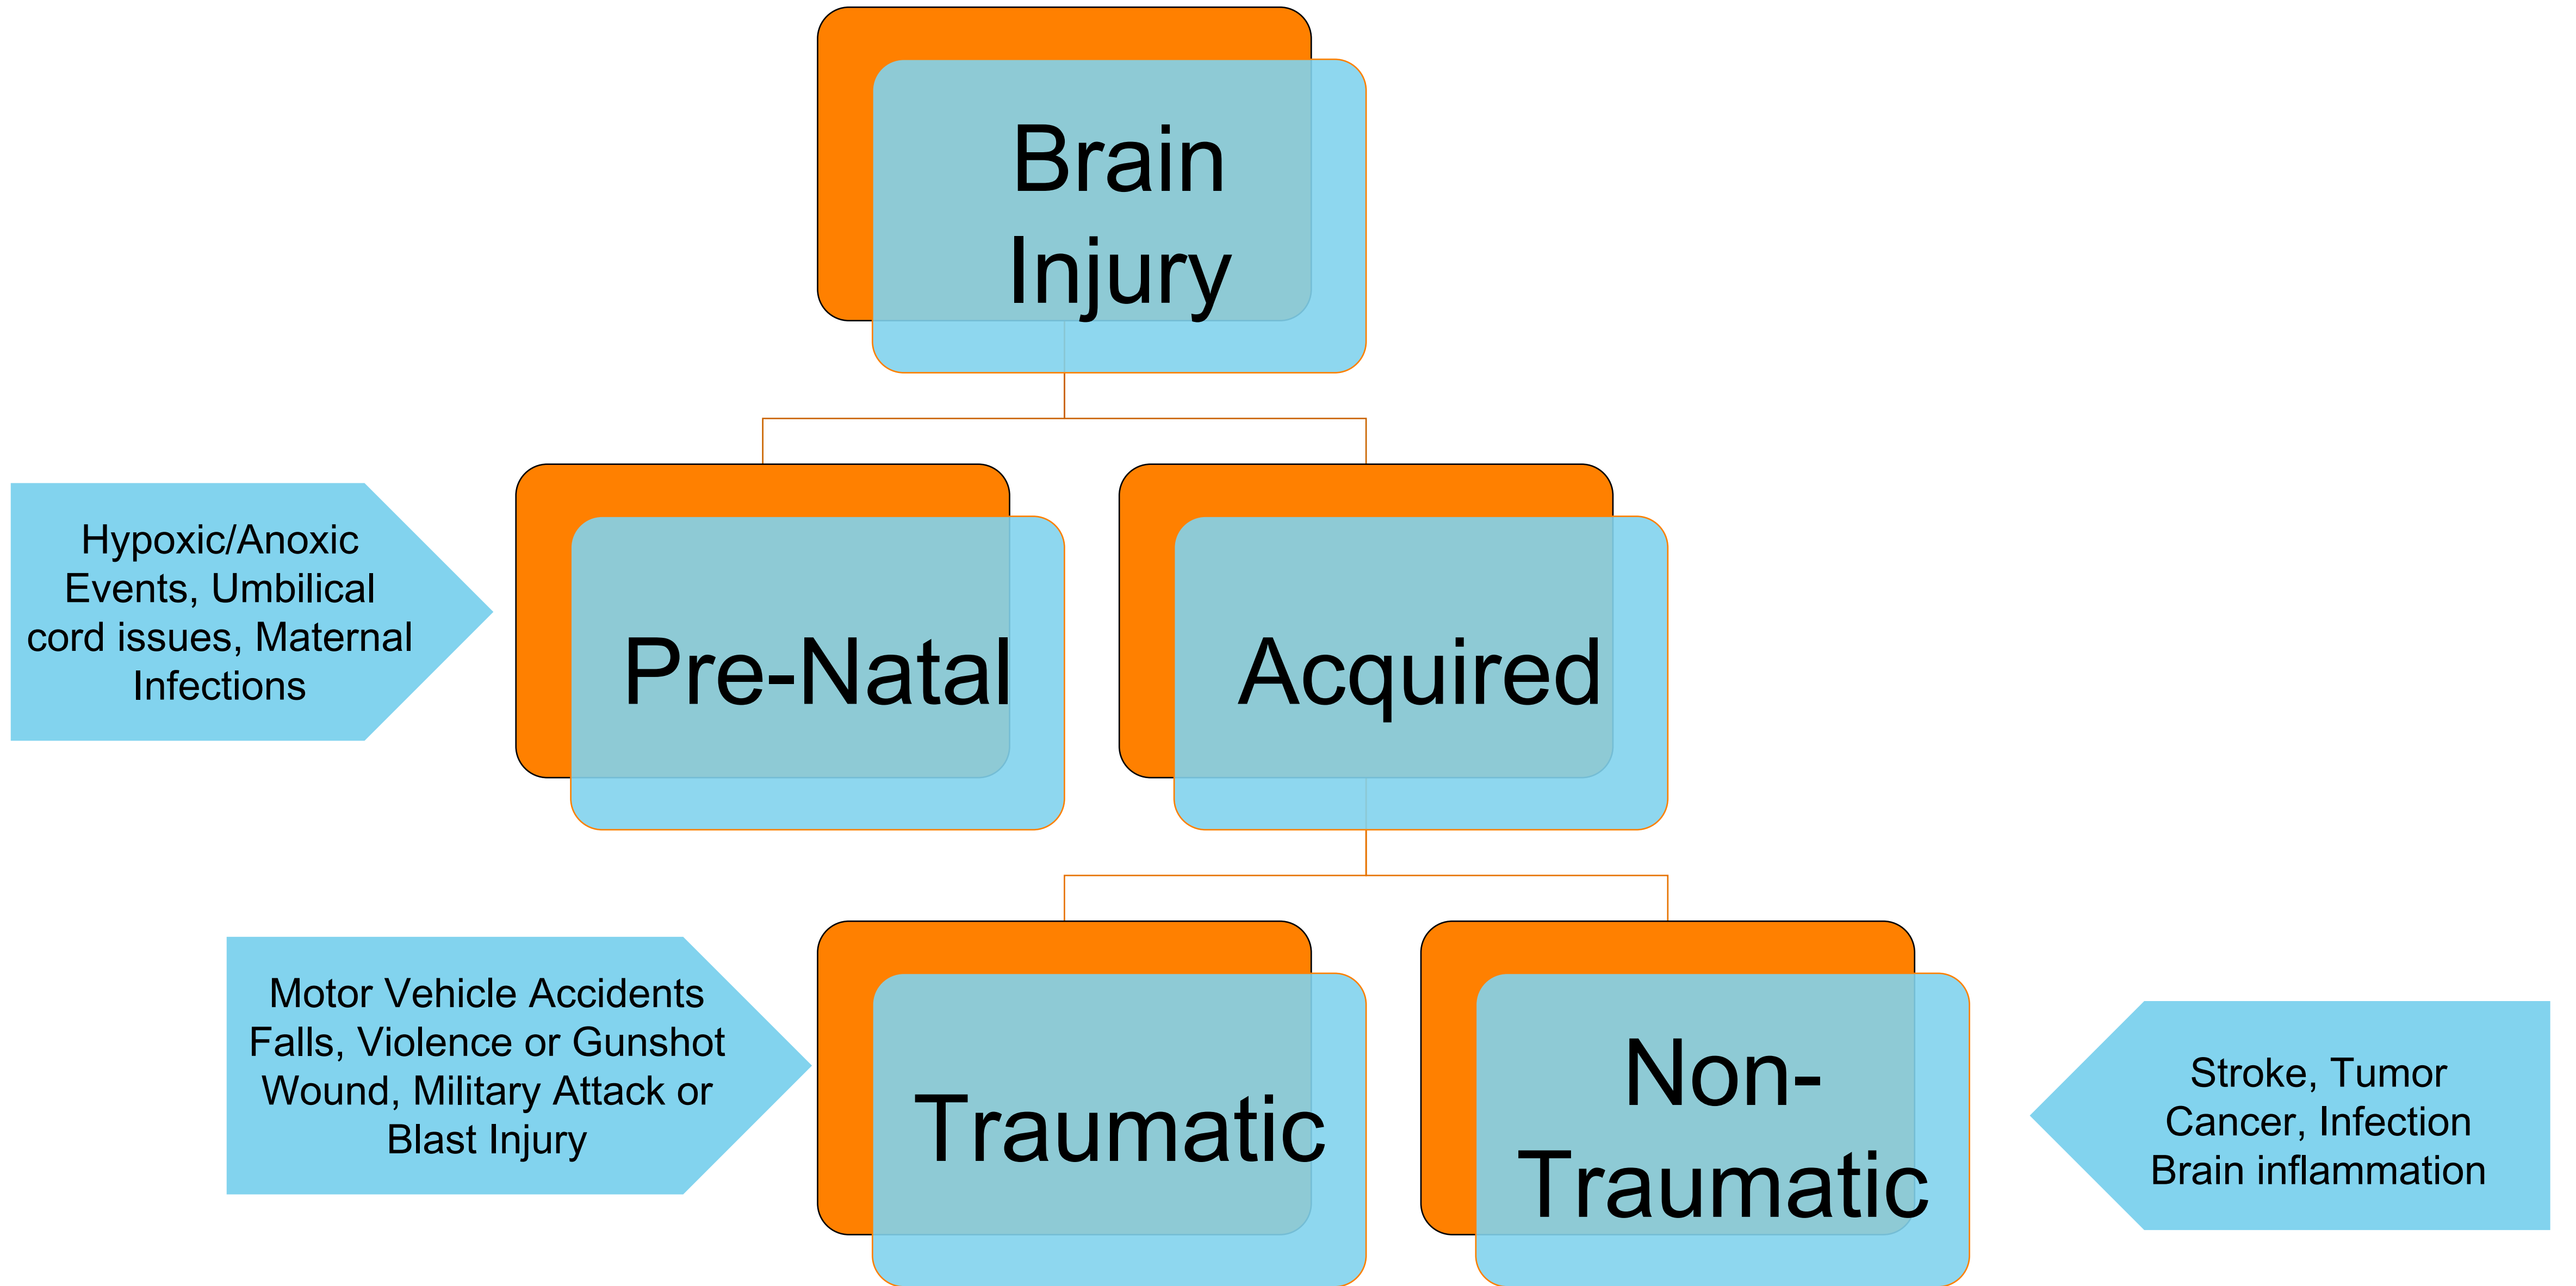 Brain
Injury
Hypoxic/Anoxic
Events, Umbilical
cord issues, Maternal
Infections
Pre-Natal
Acquired
Motor Vehicle Accidents
Falls, Violence or Gunshot
Wound, Military Attack or
Blast Injury
Traumatic
Non-
Traumatic
Stroke, Tumor
Cancer, Infection
Brain inflammation